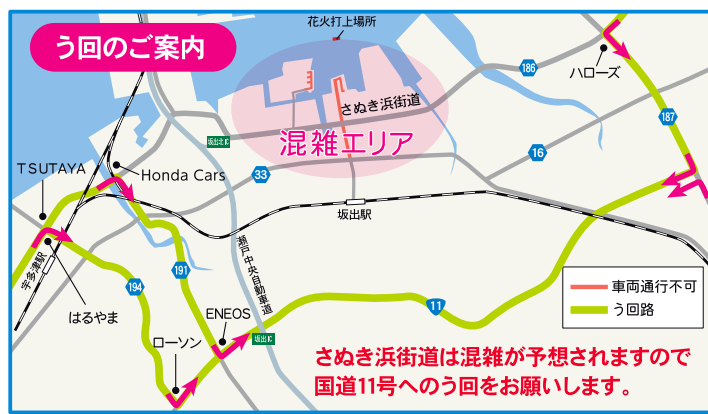 う回のご案内
花火打上場所
186
ハローズ
さぬき浜街道
187
坂出北IC
混雑エリア
16
TSUTAYA
Honda Cars
33
坂出駅
瀬戸中央自動車道
宇多津駅
191
194
はるやま
車両通行不可
う回路
11
ENEOS
ローソン
坂出IC
さぬき浜街道は混雑が予想されますので
国道11号へのう回をお願いします。